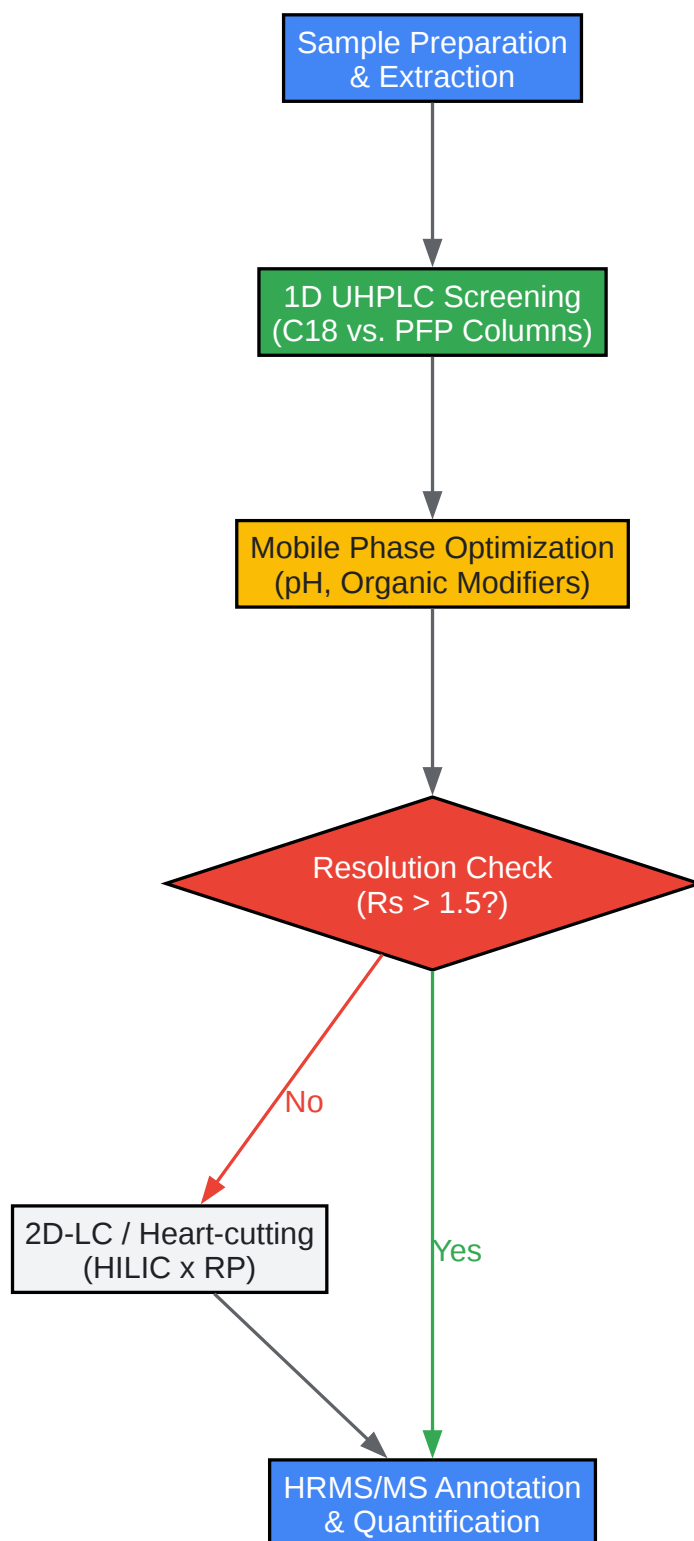 Sample Preparation
& Extraction
1D UHPLC Screening
(C18 vs. PFP Columns)
Mobile Phase Optimization
(pH, Organic Modifiers)
Resolution Check
(Rs > 1.5?)
No
2D-LC / Heart-cutting
(HILIC x RP)
Yes
HRMS/MS Annotation
& Quantification